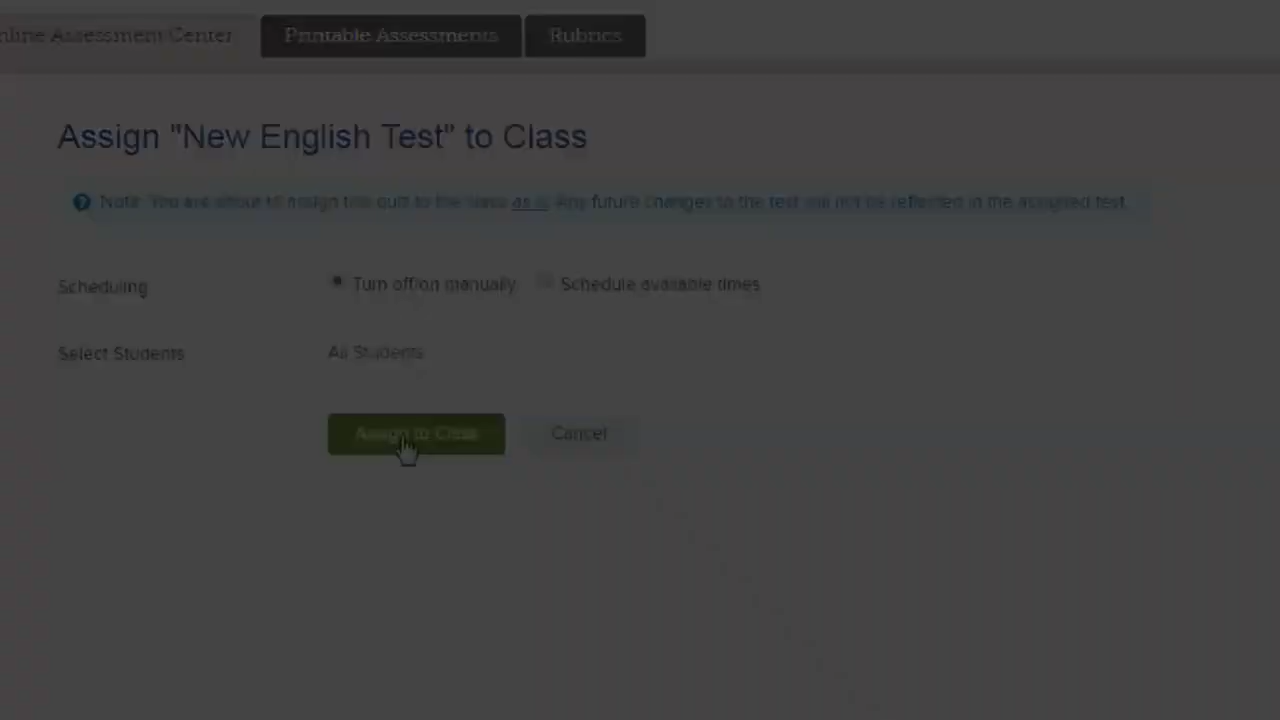 nline Assessment Center Printable Assessments Rubrics
Assign "New English Test" to Class
Note: You are about to assign this quiz to the class as is. Any future changes to the test will not be reflected in the assigned test.
Scheduling Turn off/on manually Schedule available times
Select Students All Students
Assign to Class Cancel